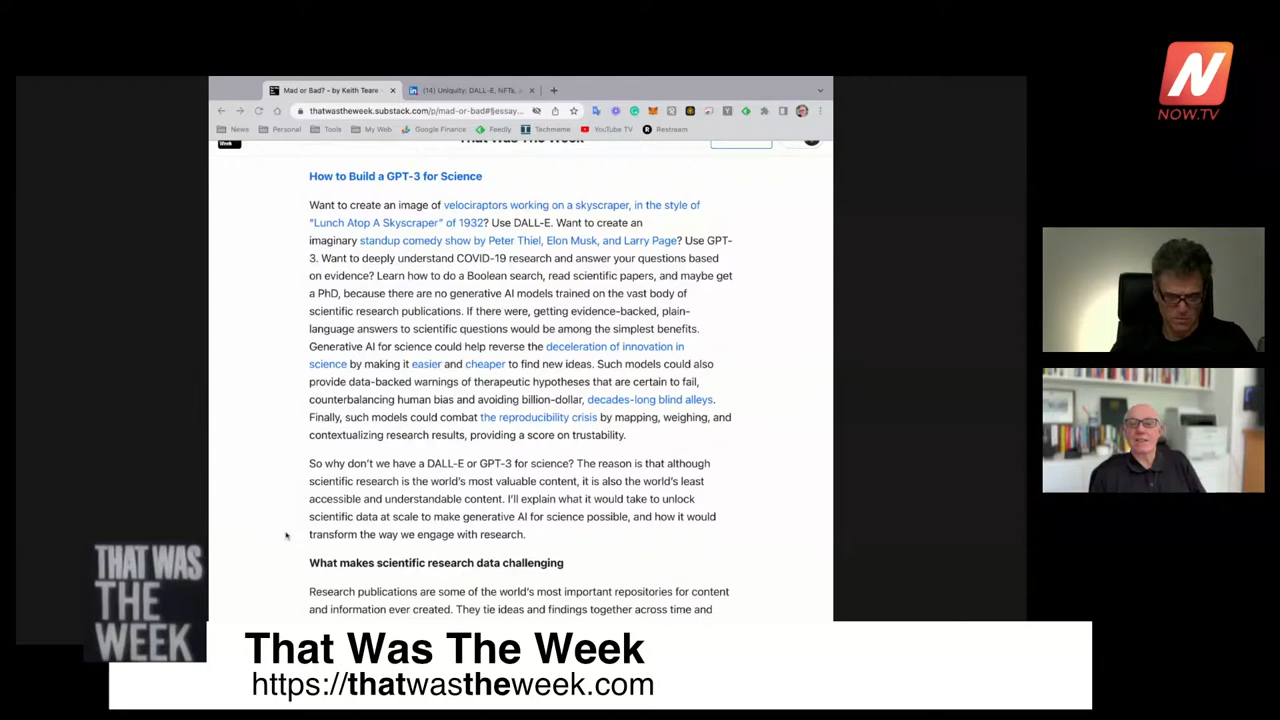 NOW.TV
Mad or Bad? - by Keith Teare
(14) Uniquity: DALL-E, NFTs, a
thatwastheweek.substack.com/p/mad-or-bad#§essay...
News
Personal
Tools
My Web
Google Finance
Feedly
Techmeme
YouTube TV
Restream
Week
That Was The Week
How to Build a GPT-3 for Science
Want to create an image of velociraptors working on a skyscraper, in the style of
"Lunch Atop A Skyscraper" of 1932? Use DALL-E. Want to create an
imaginary standup comedy show by Peter Thiel, Elon Musk, and Larry Page? Use GPT-
3. Want to deeply understand COVID-19 research and answer your questions based
on evidence? Learn how to do a Boolean search, read scientific papers, and maybe get
a PhD, because there are no generative AI models trained on the vast body of
scientific research publications. If there were, getting evidence-backed, plain-
language answers to scientific questions would be among the simplest benefits.
Generative AI for science could help reverse the deceleration of innovation in
science by making it easier and cheaper to find new ideas. Such models could also
provide data-backed warnings of therapeutic hypotheses that are certain to fail,
counterbalancing human bias and avoiding billion-dollar, decades-long blind alleys.
Finally, such models could combat the reproducibility crisis by mapping, weighing, and
contextualizing research results, providing a score on trustability.
So why don't we have a DALL-E or GPT-3 for science? The reason is that although
scientific research is the world's most valuable content, it is also the world's least
accessible and understandable content. I'll explain what it would take to unlock
scientific data at scale to make generative AI for science possible, and how it would
transform the way we engage with research.
What makes scientific research data challenging
Research publications are some of the world's most important repositories for content
and information ever created. They tie ideas and findings together across time and
THAT WAS
THE
WEEK
That Was The Week
https://thatwastheweek.com